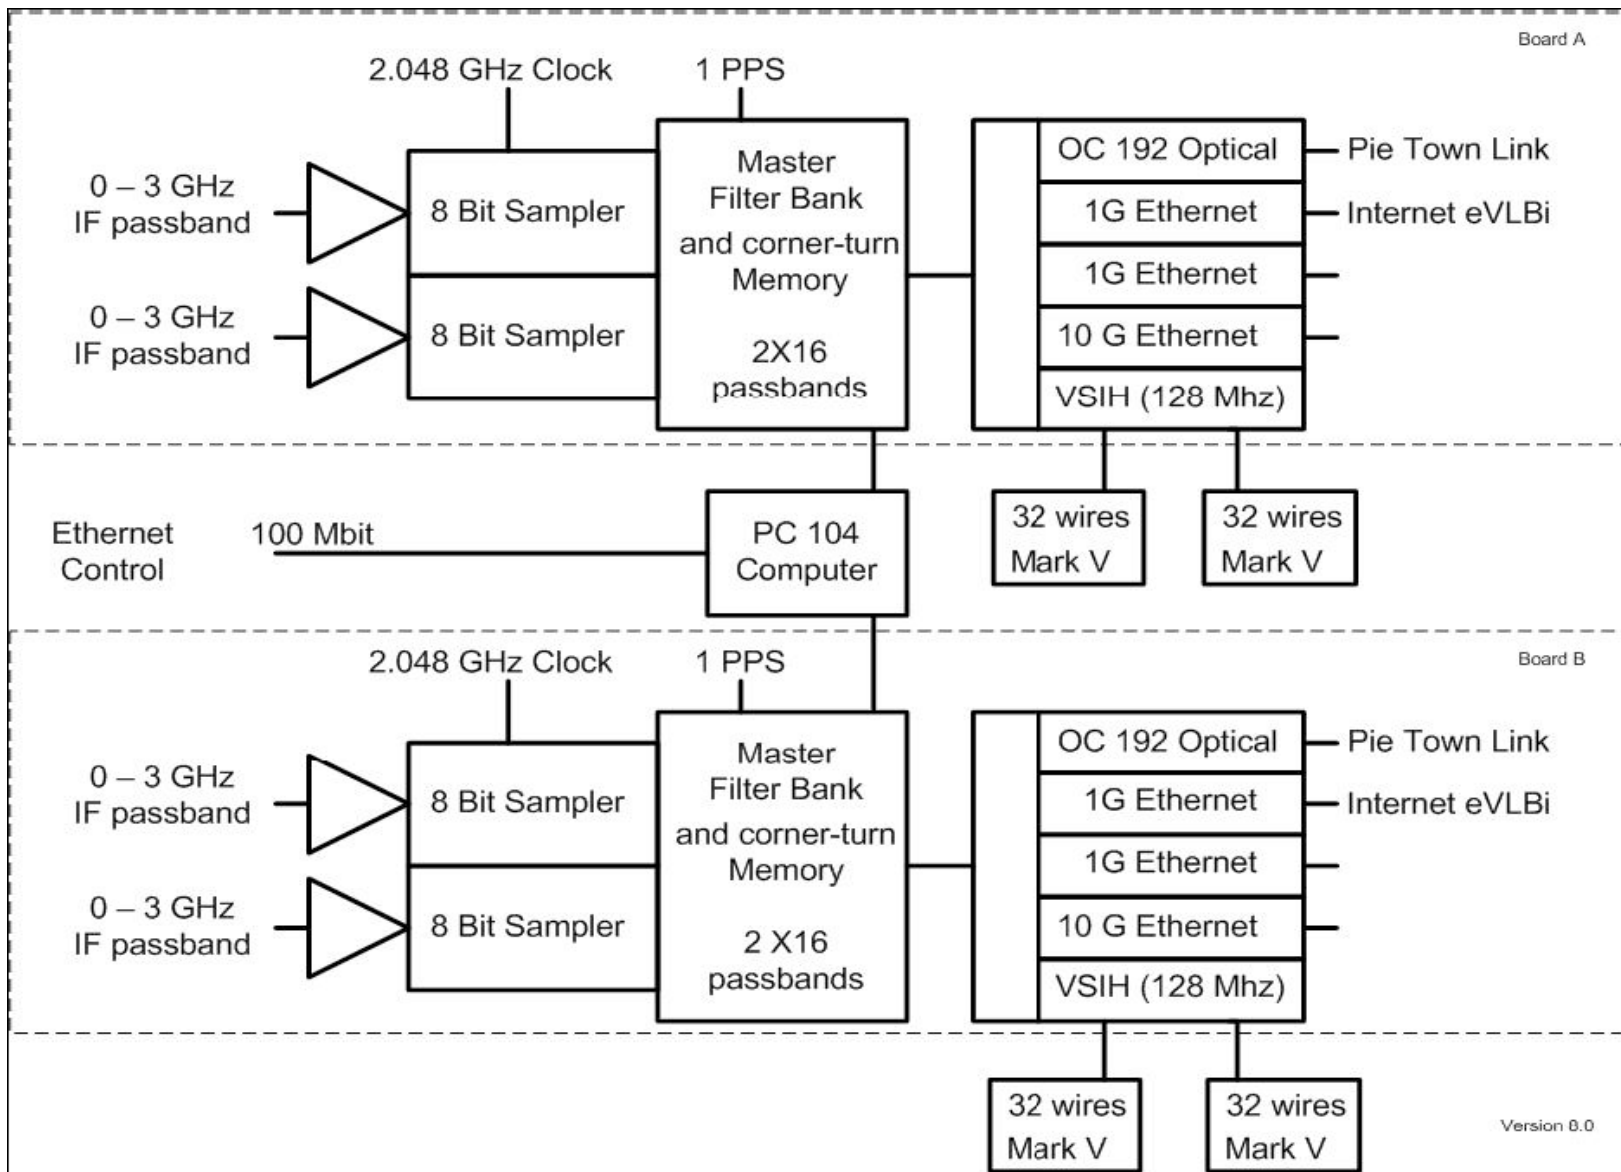 Board A
2.048 GHz Clock
1 PPS
0 – 3 GHz
IF passband
8 Bit Sampler
0 – 3 GHz
IF passband
8 Bit Sampler
Master
Filter Bank
and corner-turn
Memory
2X16
passbands
OC 192 Optical
Pie Town Link
1G Ethernet
Internet eVLBi
1G Ethernet
10 G Ethernet
VSIH (128 Mhz)
32 wires
Mark V
32 wires
Mark V
Ethernet
Control
100 Mbit
PC 104
Computer
Board B
2.048 GHz Clock
1 PPS
0 – 3 GHz
IF passband
8 Bit Sampler
0 – 3 GHz
IF passband
8 Bit Sampler
Master
Filter Bank
and corner-turn
Memory
2 X16
passbands
OC 192 Optical
Pie Town Link
1G Ethernet
Internet eVLBi
1G Ethernet
10 G Ethernet
VSIH (128 Mhz)
32 wires
Mark V
32 wires
Mark V
Version 8.0